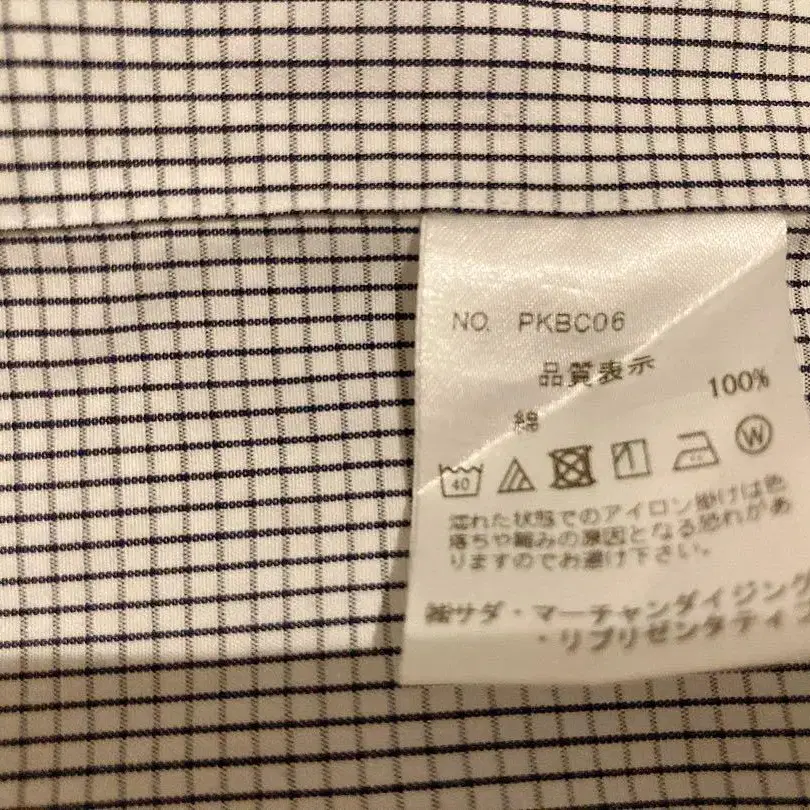 NO. PKBC06
品質表示
綿 100%
40 W
濡れた状態でのアイロン掛けは色
落ちや縮みの原因となる恐れがあ
りますのでお避け下さい。
㈱サダ・マーチャンダイジング
・リプリゼンタティ